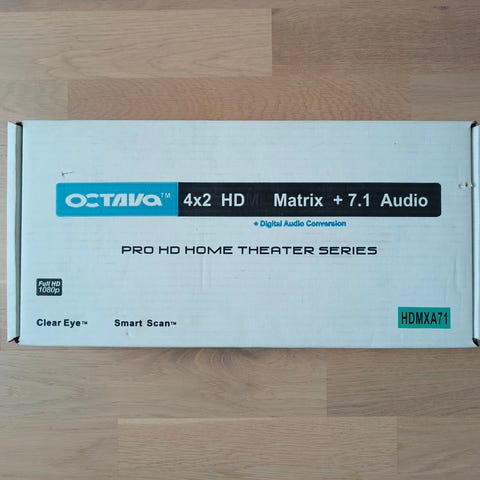 OCTAVA™ 4x2 HDMI Matrix + 7.1 Audio
+ Digital Audio Conversion
PRO HD HOME THEATER SERIES
Full HD
1080p
Clear Eye™ Smart Scan™
HDMXA71